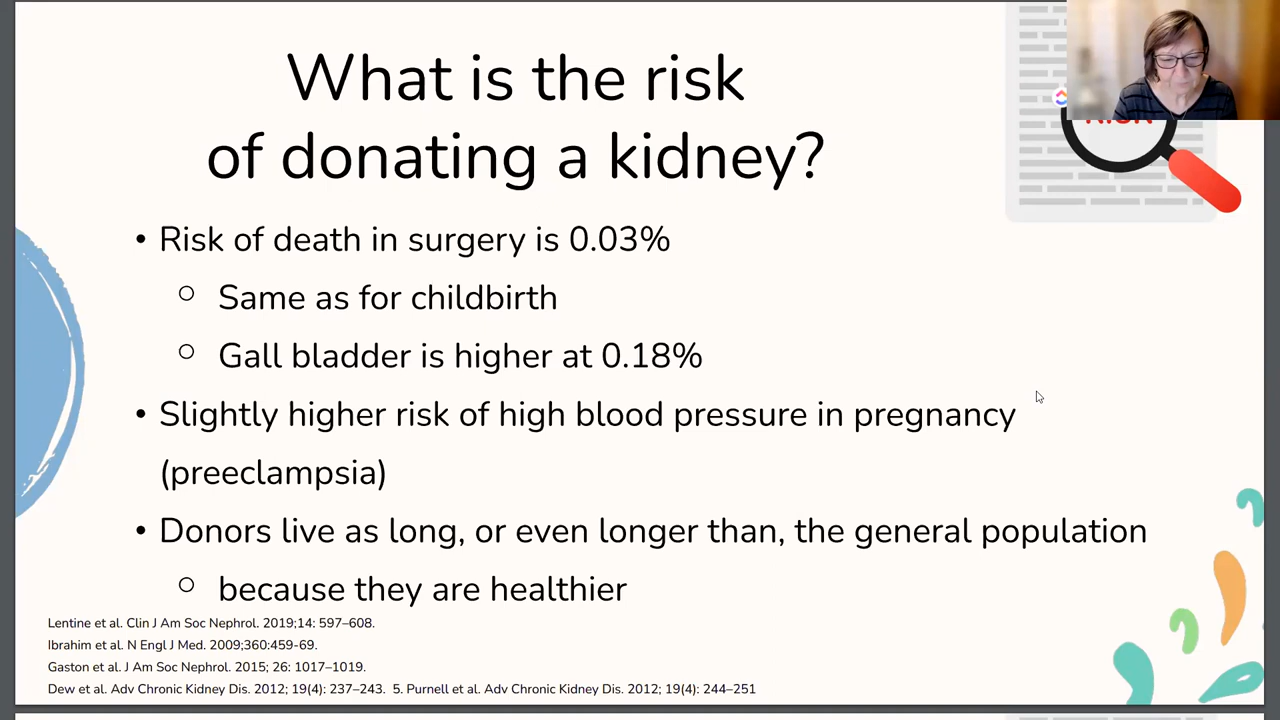 What is the risk
of donating a kidney?
• Risk of death in surgery is 0.03%
○ Same as for childbirth
○ Gall bladder is higher at 0.18%
• Slightly higher risk of high blood pressure in pregnancy
(preeclampsia)
• Donors live as long, or even longer than, the general population
○ because they are healthier
Lentine et al. Clin J Am Soc Nephrol. 2019;14: 597–608.
Ibrahim et al. N Engl J Med. 2009;360:459-69.
Gaston et al. J Am Soc Nephrol. 2015; 26: 1017–1019.
Dew et al. Adv Chronic Kidney Dis. 2012; 19(4): 237–243. 5. Purnell et al. Adv Chronic Kidney Dis. 2012; 19(4): 244–251